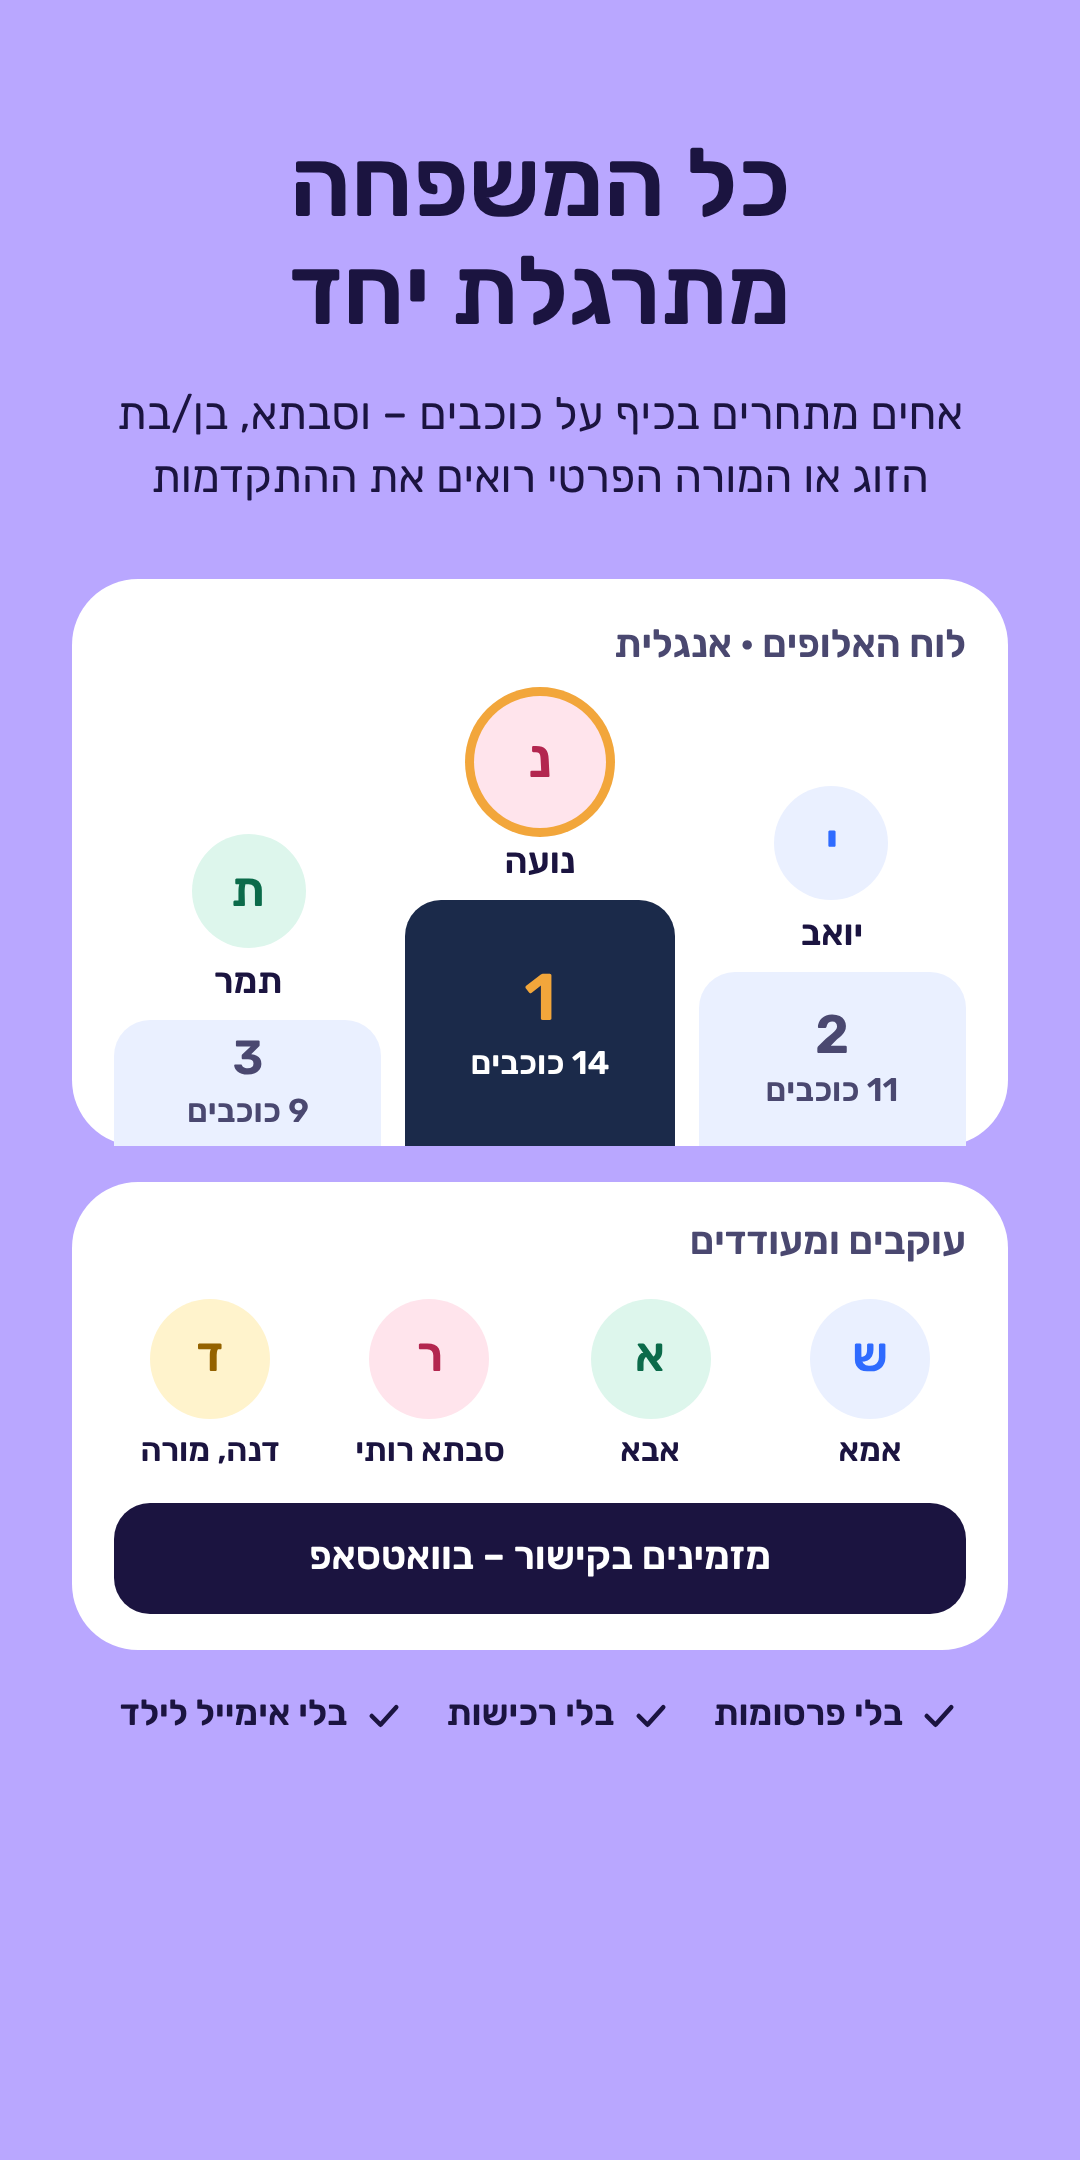 כל המשפחה
מתרגלת יחד
אחים מתחרים בכיף על כוכבים – וסבתא, בן/בת
הזוג או המורה הפרטי רואים את ההתקדמות
לוח האלופים • אנגלית
נ
נועה
י
יואב
ת
תמר
1
14 כוכבים
2
11 כוכבים
3
9 כוכבים
עוקבים ומעודדים
ש
א
ר
ד
אמא
אבא
סבתא רותי
דנה, מורה
מזמינים בקישור – בוואטסאפ
✓ בלי פרסומות ✓ בלי רכישות ✓ בלי אימייל לילד